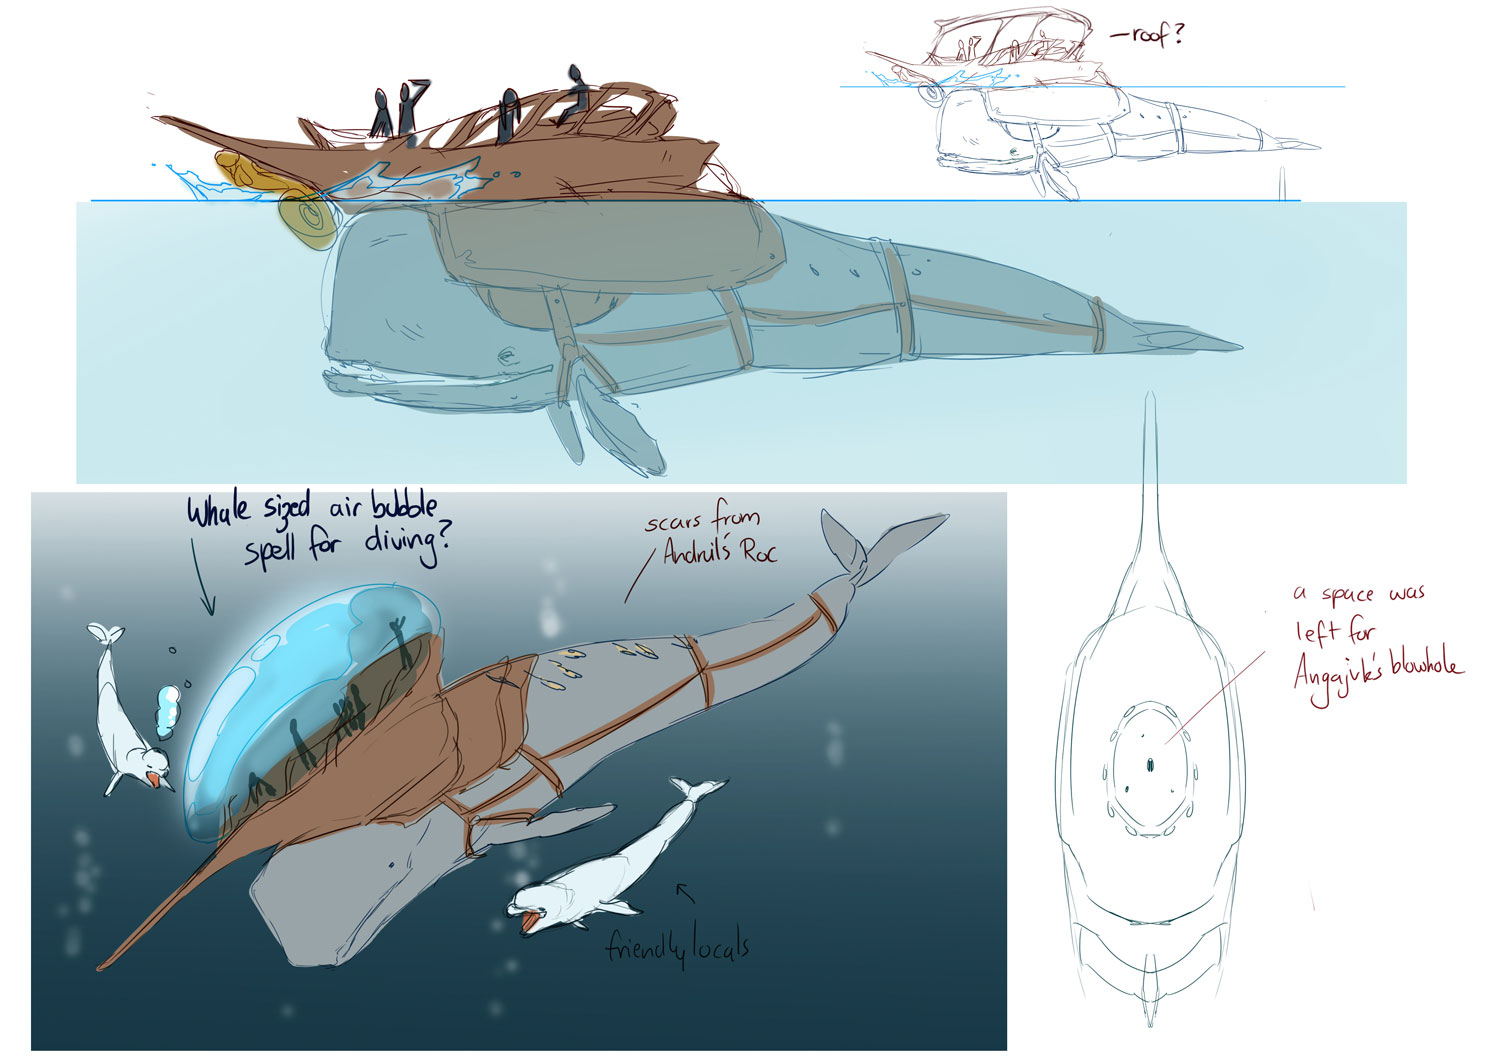 —roof?
Whale sized air bubble
spell for diving?
scars from
Andruil's Roc
a space was
left for
Angajuk's blowhole
friendly locals